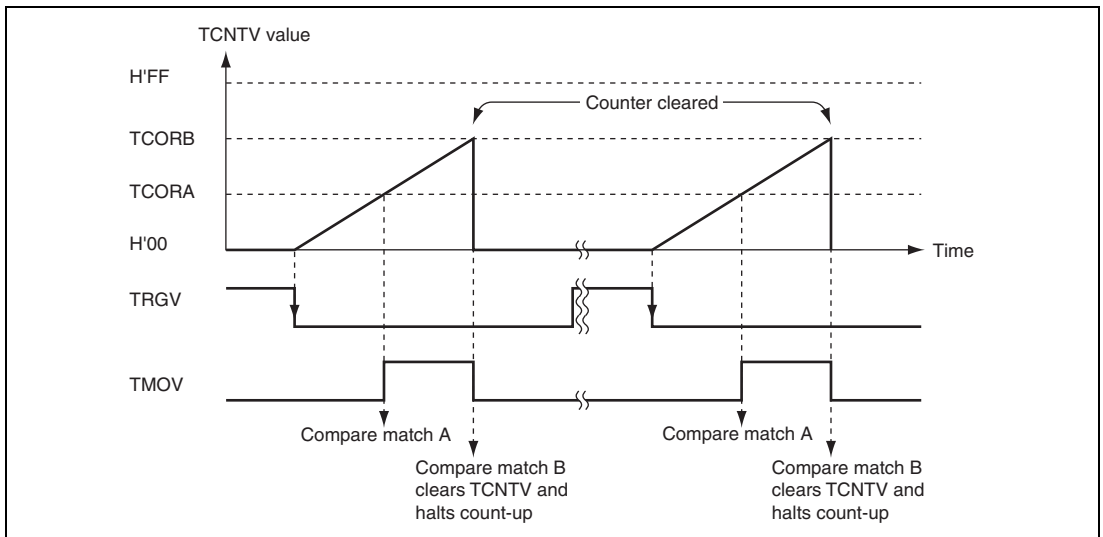 TCNTV value
H'FF
Counter cleared
TCORB
TCORA
H'00
Time
TRGV
TMOV
Compare match A
Compare match A
Compare match B
clears TCNTV and
halts count-up
Compare match B
clears TCNTV and
halts count-up